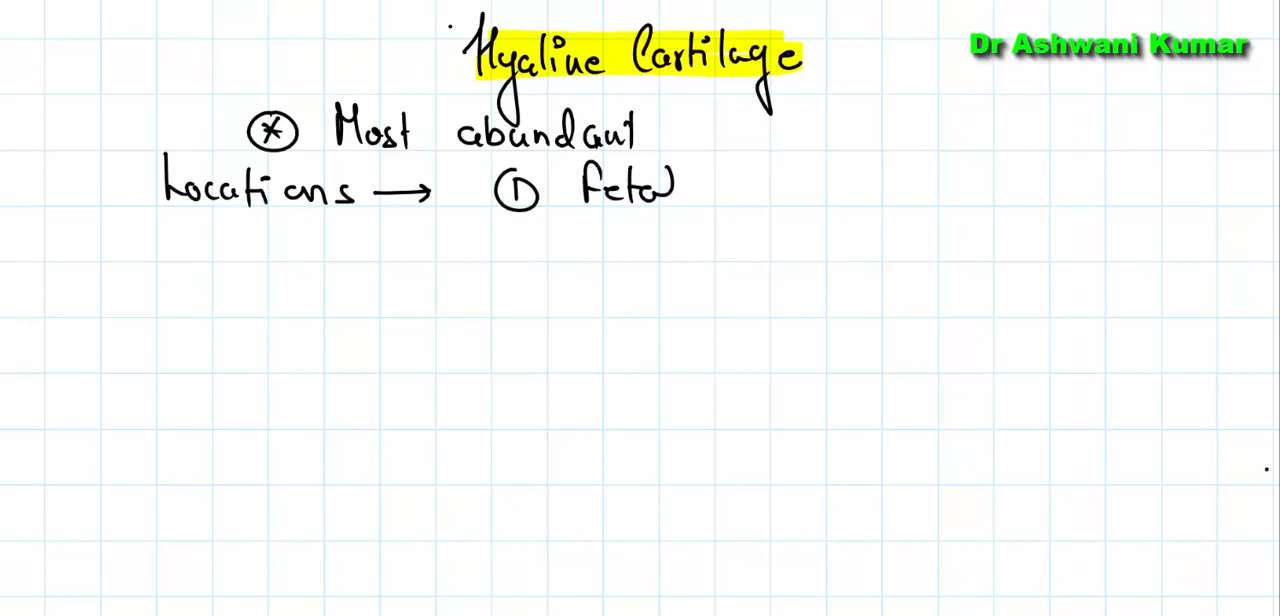 Hyaline Cartilage
Dr Ashwani Kumar
* Most abundant
Locations → ① Fetal